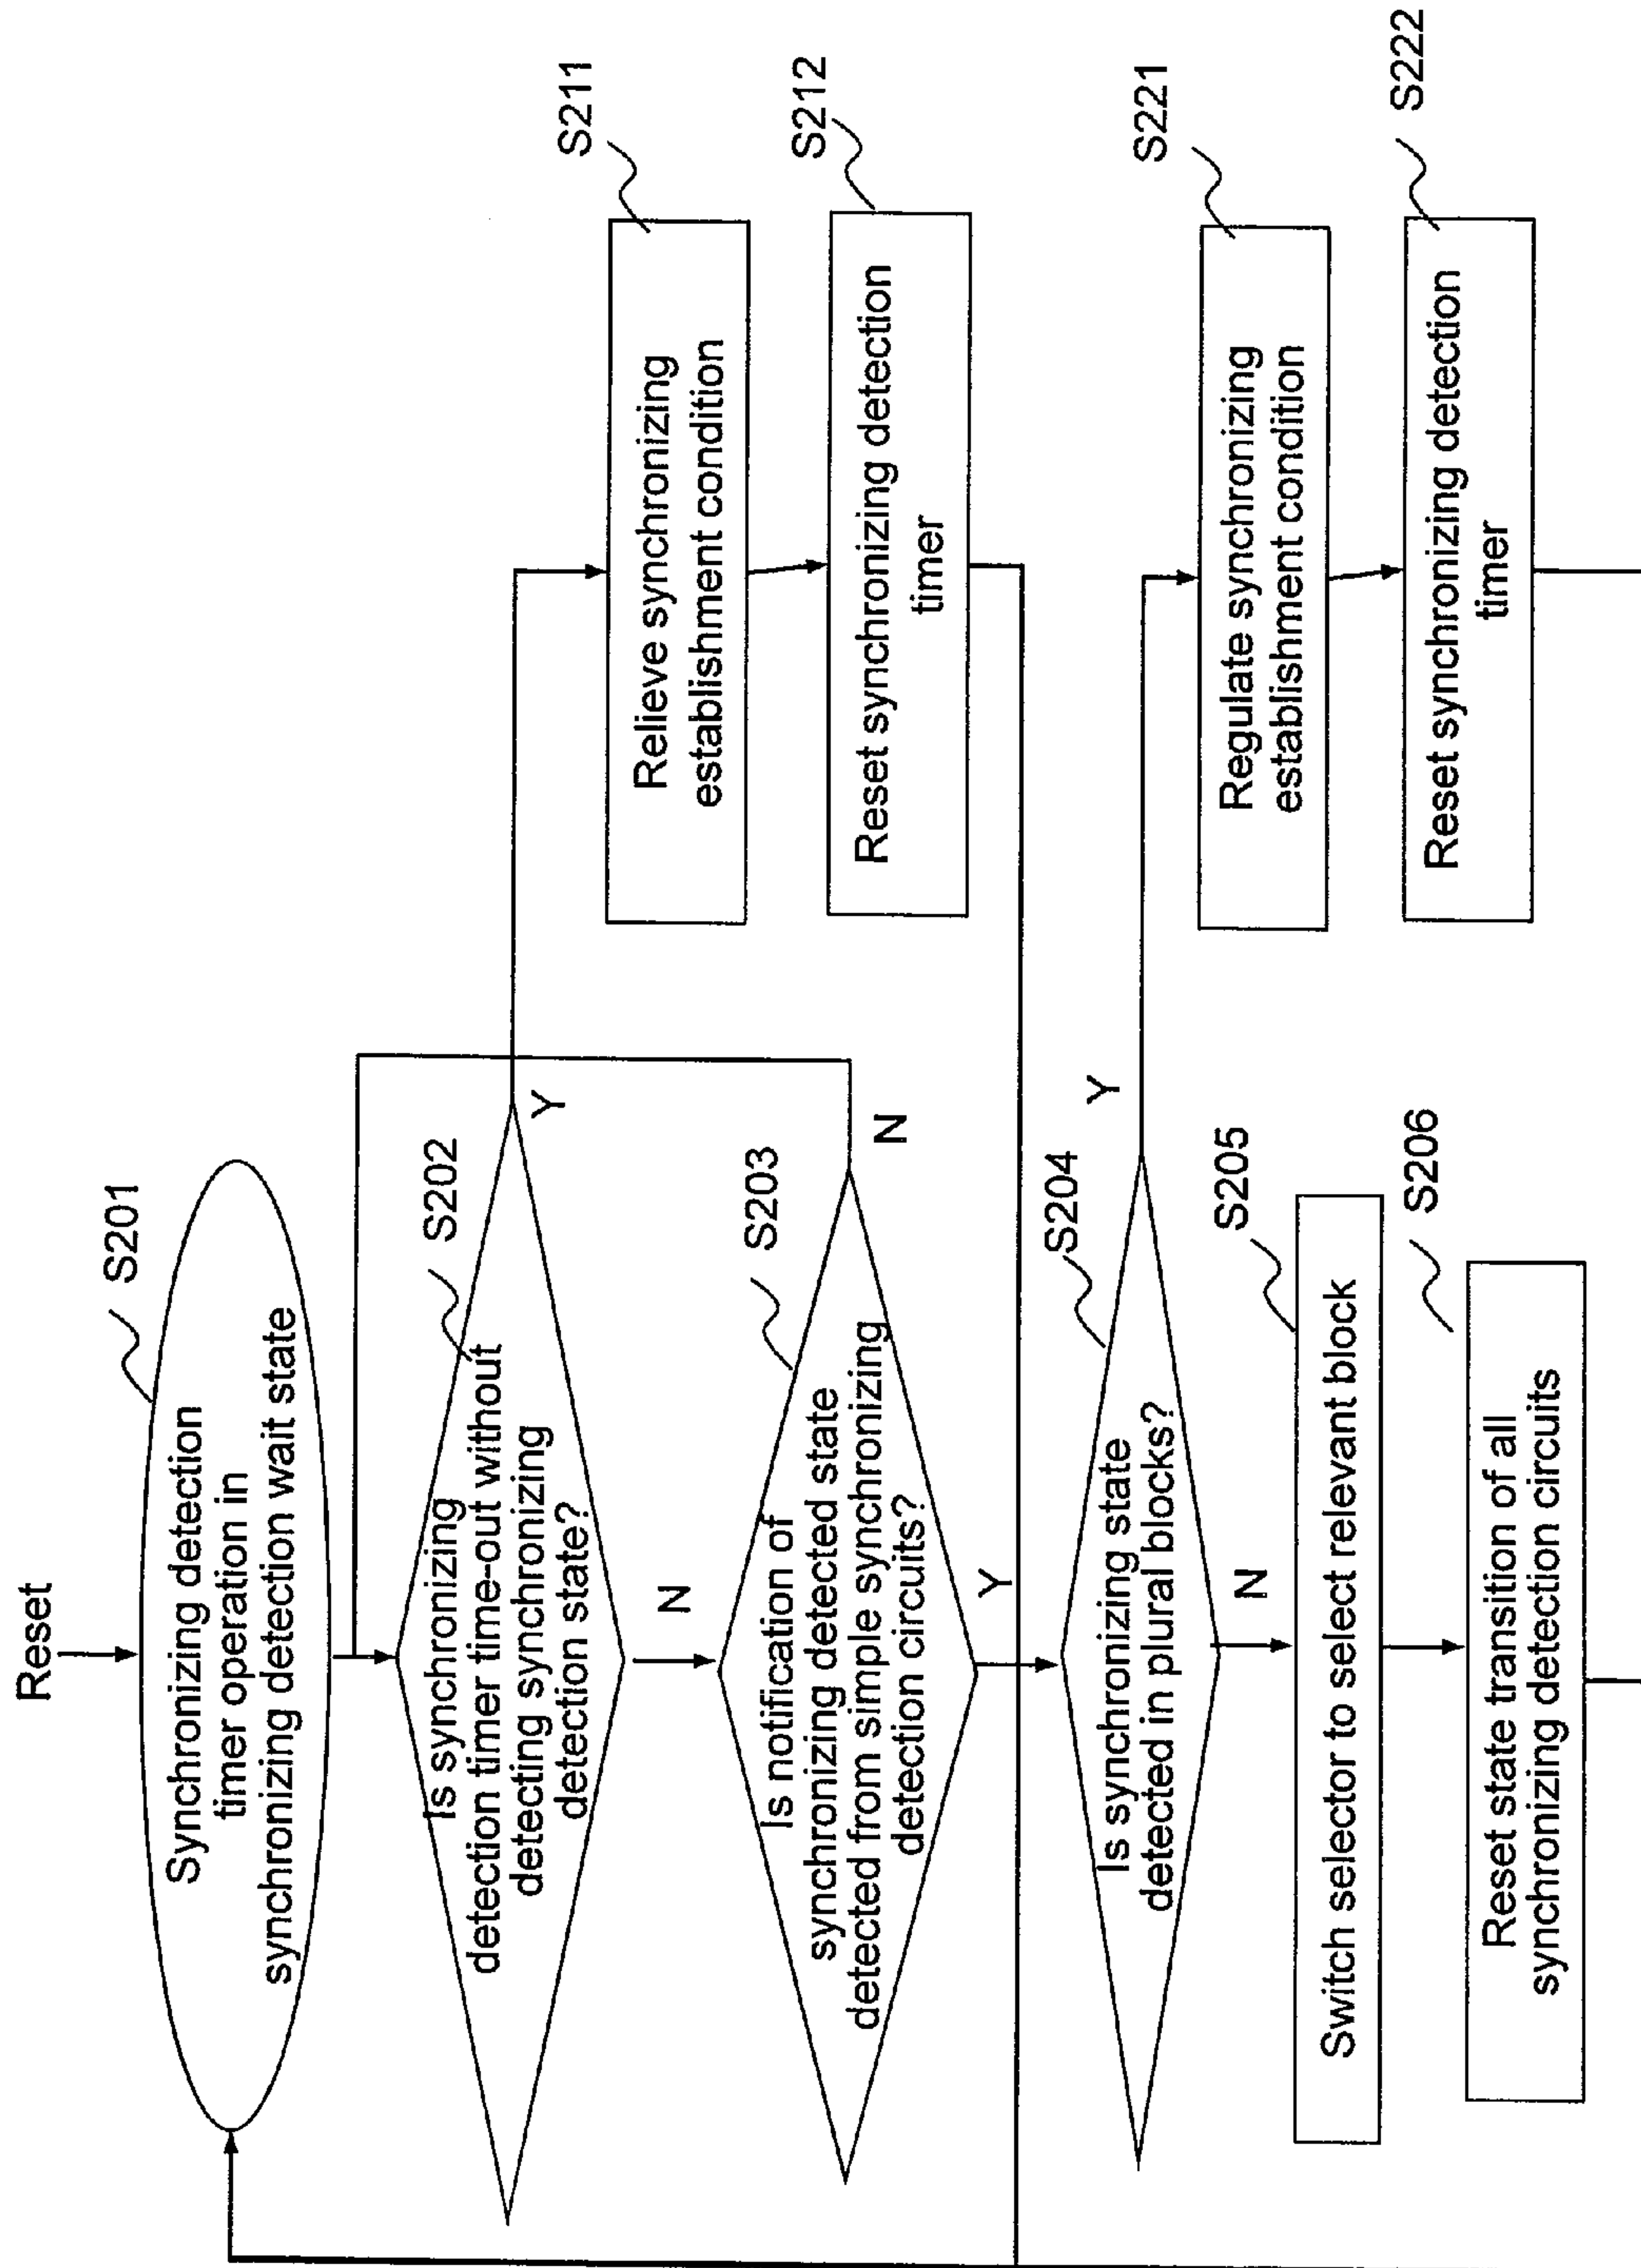 Reset
S201
Synchronizing detection
timer operation in
synchronizing detection wait state
S202
Is synchronizing
detection timer time-out without
detecting synchronizing
detection state?
Y
N
S211
Relieve synchronizing
establishment condition
S212
Reset synchronizing detection
timer
S203
Is notification of
synchronizing detected state
detected from simple synchronizing
detection circuits?
N
Y
S204
Is synchronizing state
detected in plural blocks?
Y
N
S221
Regulate synchronizing
establishment condition
S222
Reset synchronizing detection
timer
S205
Switch selector to select relevant block
S206
Reset state transition of all
synchronizing detection circuits